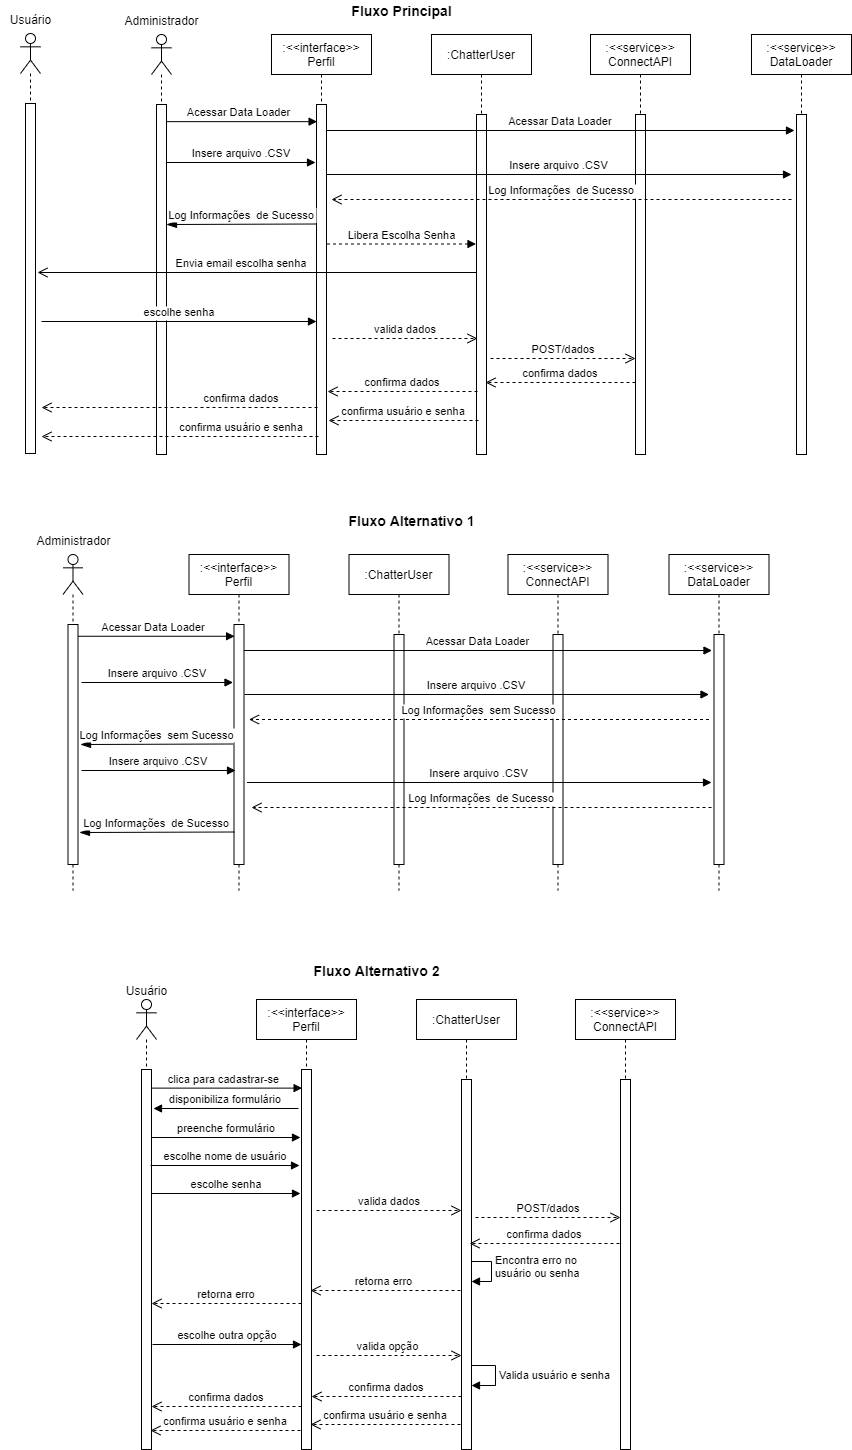 Fluxo Principal
Usuário
Administrador
:<<interface>>
Perfil
:ChatterUser
:<<service>>
ConnectAPI
:<<service>>
DataLoader
Acessar Data Loader
Acessar Data Loader
Insere arquivo .CSV
Insere arquivo .CSV
Log Informações  de Sucesso
Log Informações  de Sucesso
Libera Escolha Senha
Envia email escolha senha
escolhe senha
valida dados
POST/dados
confirma dados
confirma dados
confirma dados
confirma usuário e senha
confirma usuário e senha
Fluxo Alternativo 1
Administrador
:<<interface>>
Perfil
:ChatterUser
:<<service>>
ConnectAPI
:<<service>>
DataLoader
Acessar Data Loader
Acessar Data Loader
Insere arquivo .CSV
Insere arquivo .CSV
Log Informações  sem Sucesso
Log Informações  sem Sucesso
Insere arquivo .CSV
Insere arquivo .CSV
Log Informações  de Sucesso
Log Informações  de Sucesso
Fluxo Alternativo 2
Usuário
:<<interface>>
Perfil
:ChatterUser
:<<service>>
ConnectAPI
clica para cadastrar-se
disponibiliza formulário
preenche formulário
escolhe nome de usuário
escolhe senha
valida dados
POST/dados
confirma dados
Encontra erro no
usuário ou senha
retorna erro
retorna erro
escolhe outra opção
valida opção
Valida usuário e senha
confirma dados
confirma dados
confirma usuário e senha
confirma usuário e senha